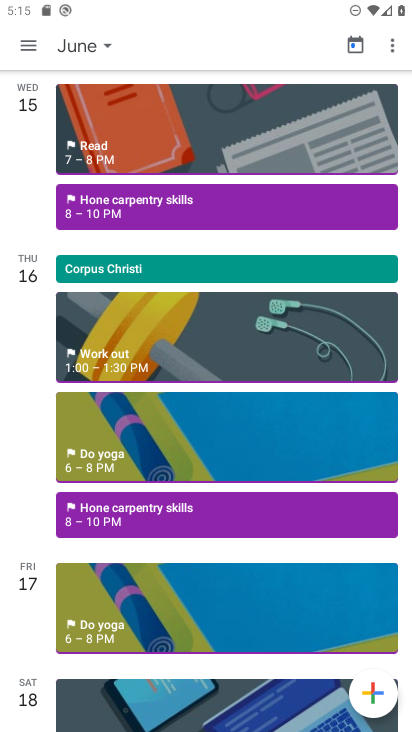 5:15
June
WED
15
Read
7 – 8 PM
Hone carpentry skills
8 – 10 PM
THU
16
Corpus Christi
Work out
1:00 – 1:30 PM
Do yoga
6 – 8 PM
Hone carpentry skills
8 – 10 PM
FRI
17
Do yoga
6 – 8 PM
SAT
18